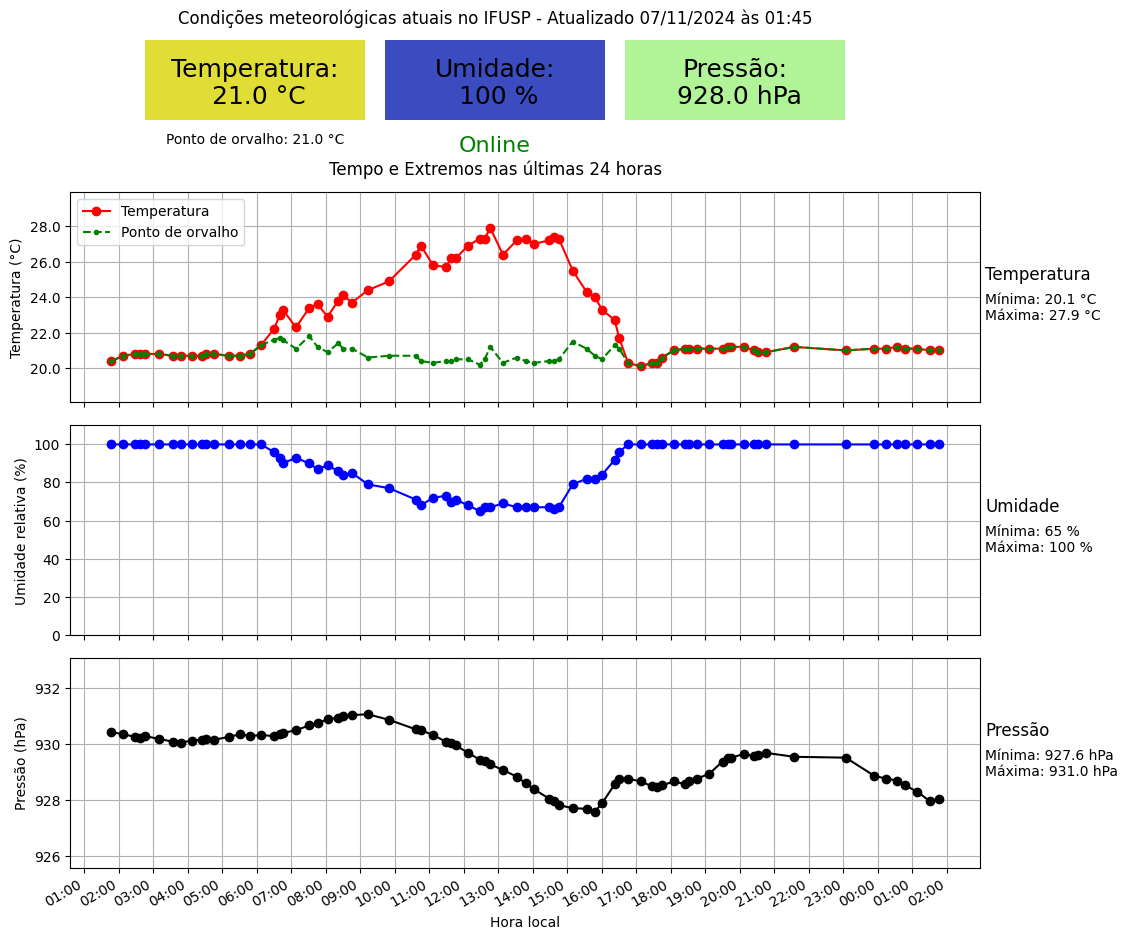 Condições meteorológicas atuais no IFUSP - Atualizado 07/11/2024 às 01:45
Temperatura:
21.0 °C
Umidade:
100 %
Pressão:
928.0 hPa
Ponto de orvalho: 21.0 °C
Online
Tempo e Extremos nas últimas 24 horas
Temperatura (°C)
28.0
26.0
24.0
22.0
20.0
Temperatura
Ponto de orvalho
Temperatura
Mínima: 20.1 °C
Máxima: 27.9 °C
Umidade relativa (%)
100
80
60
40
20
0
Umidade
Mínima: 65 %
Máxima: 100 %
Pressão (hPa)
932
930
928
926
Pressão
Mínima: 927.6 hPa
Máxima: 931.0 hPa
01:00 02:00 03:00 04:00 05:00 06:00 07:00 08:00 09:00 10:00 11:00 12:00 13:00 14:00 15:00 16:00 17:00 18:00 19:00 20:00 21:00 22:00 23:00 00:00 01:00 02:00
Hora local